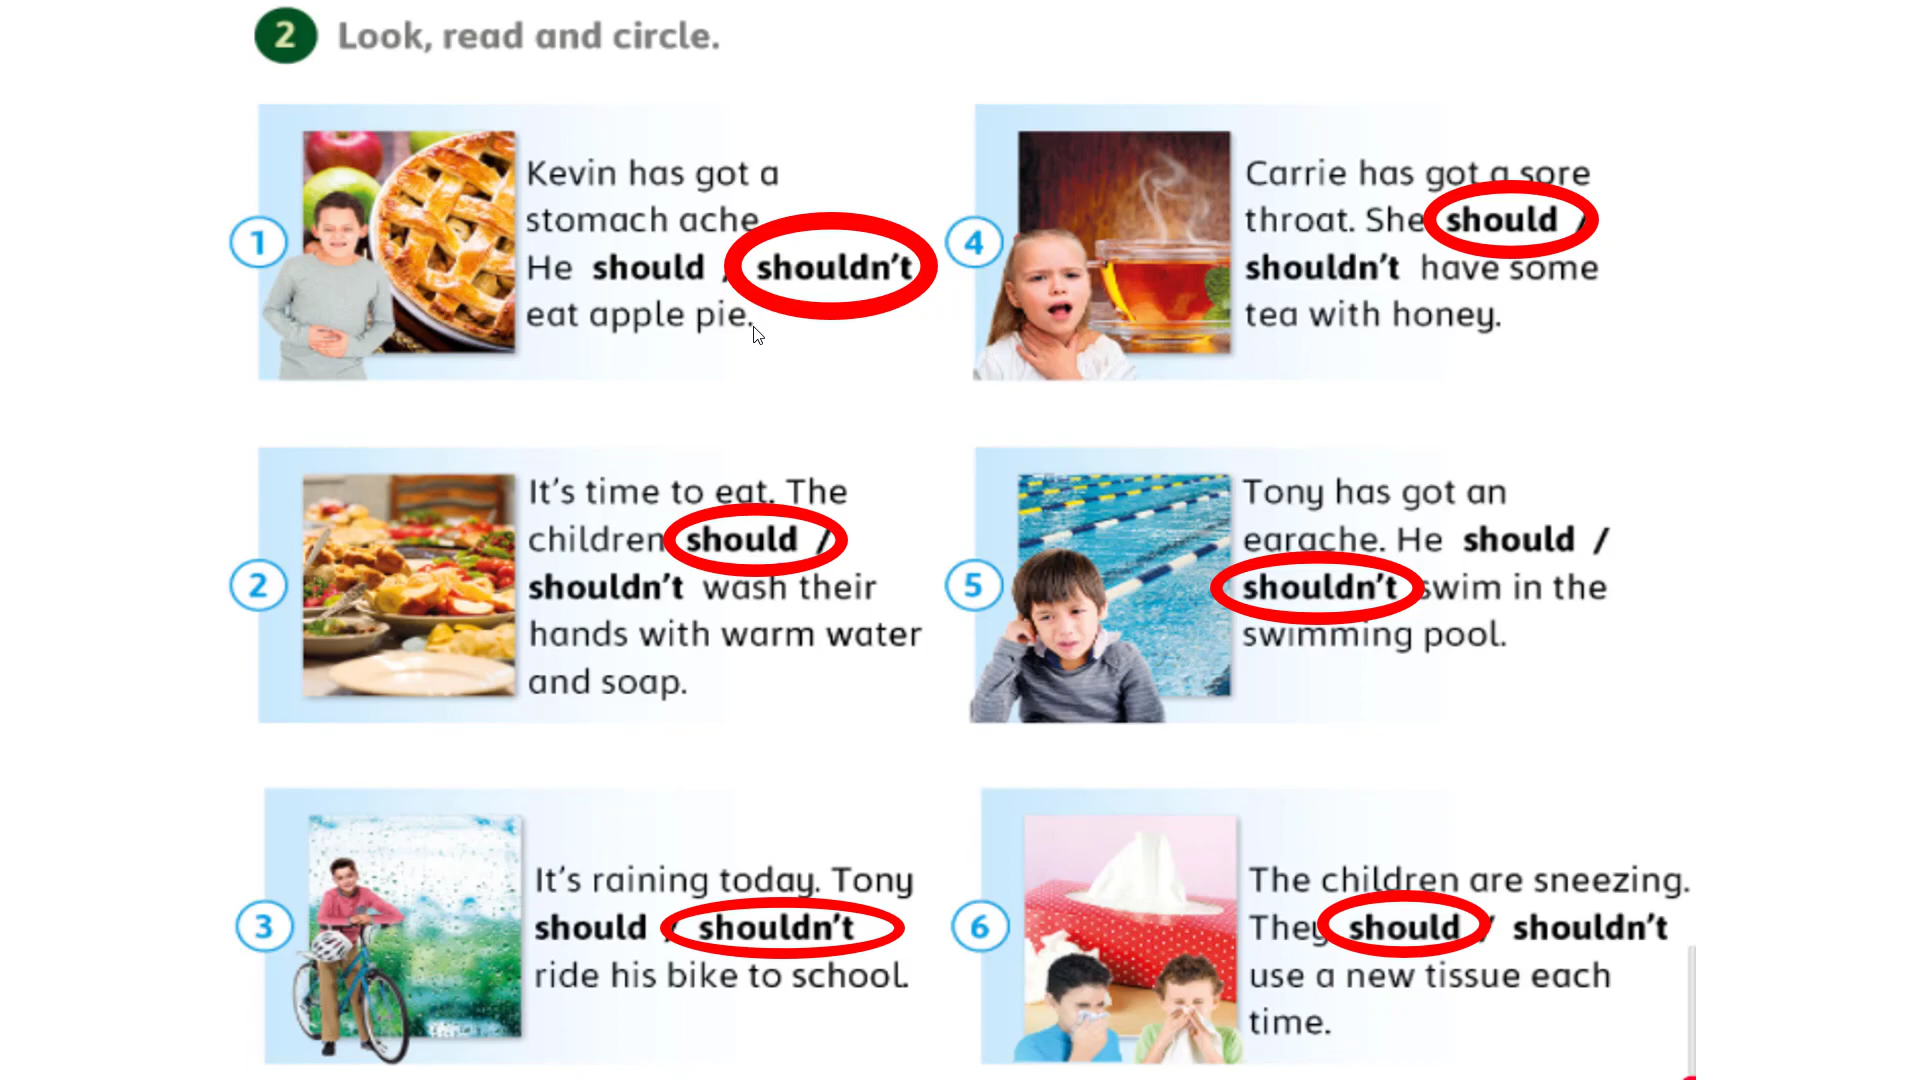 2 Look, read and circle.
1
Kevin has got a
stomach ache
He should / shouldn't
eat apple pie.
2
It's time to eat. The
children should /
shouldn't wash their
hands with warm water
and soap.
3
It's raining today. Tony
should / shouldn't
ride his bike to school.
4
Carrie has got a sore
throat. She should /
shouldn't have some
tea with honey.
5
Tony has got an
earache. He should /
shouldn't swim in the
swimming pool.
6
The children are sneezing.
They should / shouldn't
use a new tissue each
time.